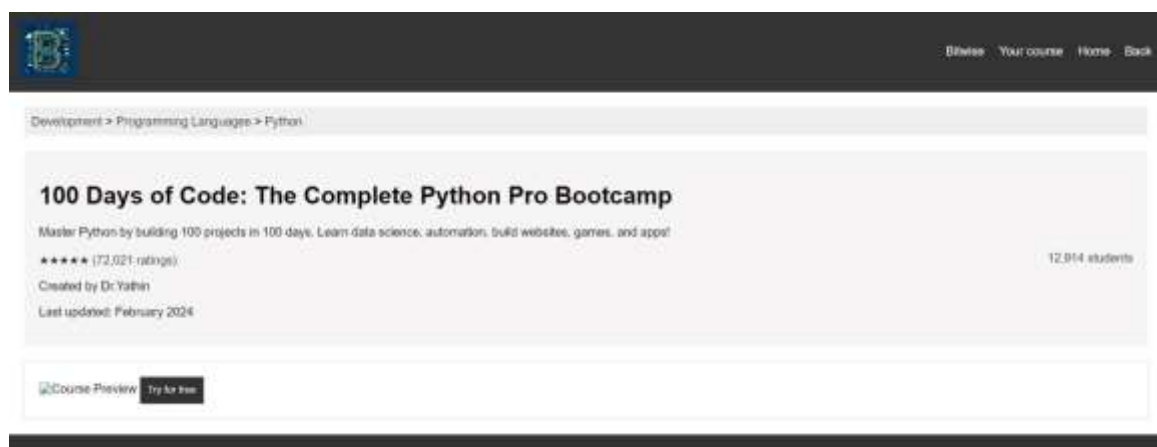 B
Bitwise Your course Home Back
Development > Programming Languages > Python
100 Days of Code: The Complete Python Pro Bootcamp
Master Python by building 100 projects in 100 days. Learn data science, automation, build websites, games, and apps!
★★★★★ (72,021 ratings)
12,914 students
Created by Dr.Yathin
Last updated: February 2024
Course Preview Try for free